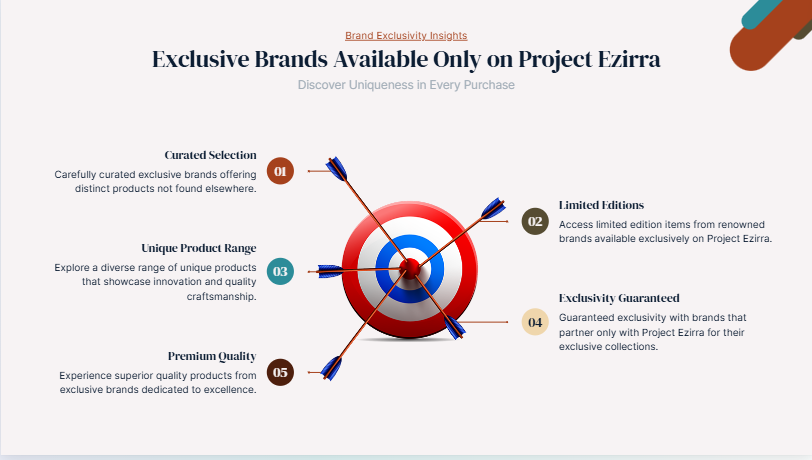 Brand Exclusivity Insights
Exclusive Brands Available Only on Project Ezirra
Discover Uniqueness in Every Purchase
Curated Selection
01
Carefully curated exclusive brands offering
distinct products not found elsewhere.
Limited Editions
02
Access limited edition items from renowned
brands available exclusively on Project Ezirra.
Unique Product Range
03
Explore a diverse range of unique products
that showcase innovation and quality
craftsmanship.
Exclusivity Guaranteed
04
Guaranteed exclusivity with brands that
partner only with Project Ezirra for their
exclusive collections.
Premium Quality
05
Experience superior quality products from
exclusive brands dedicated to excellence.